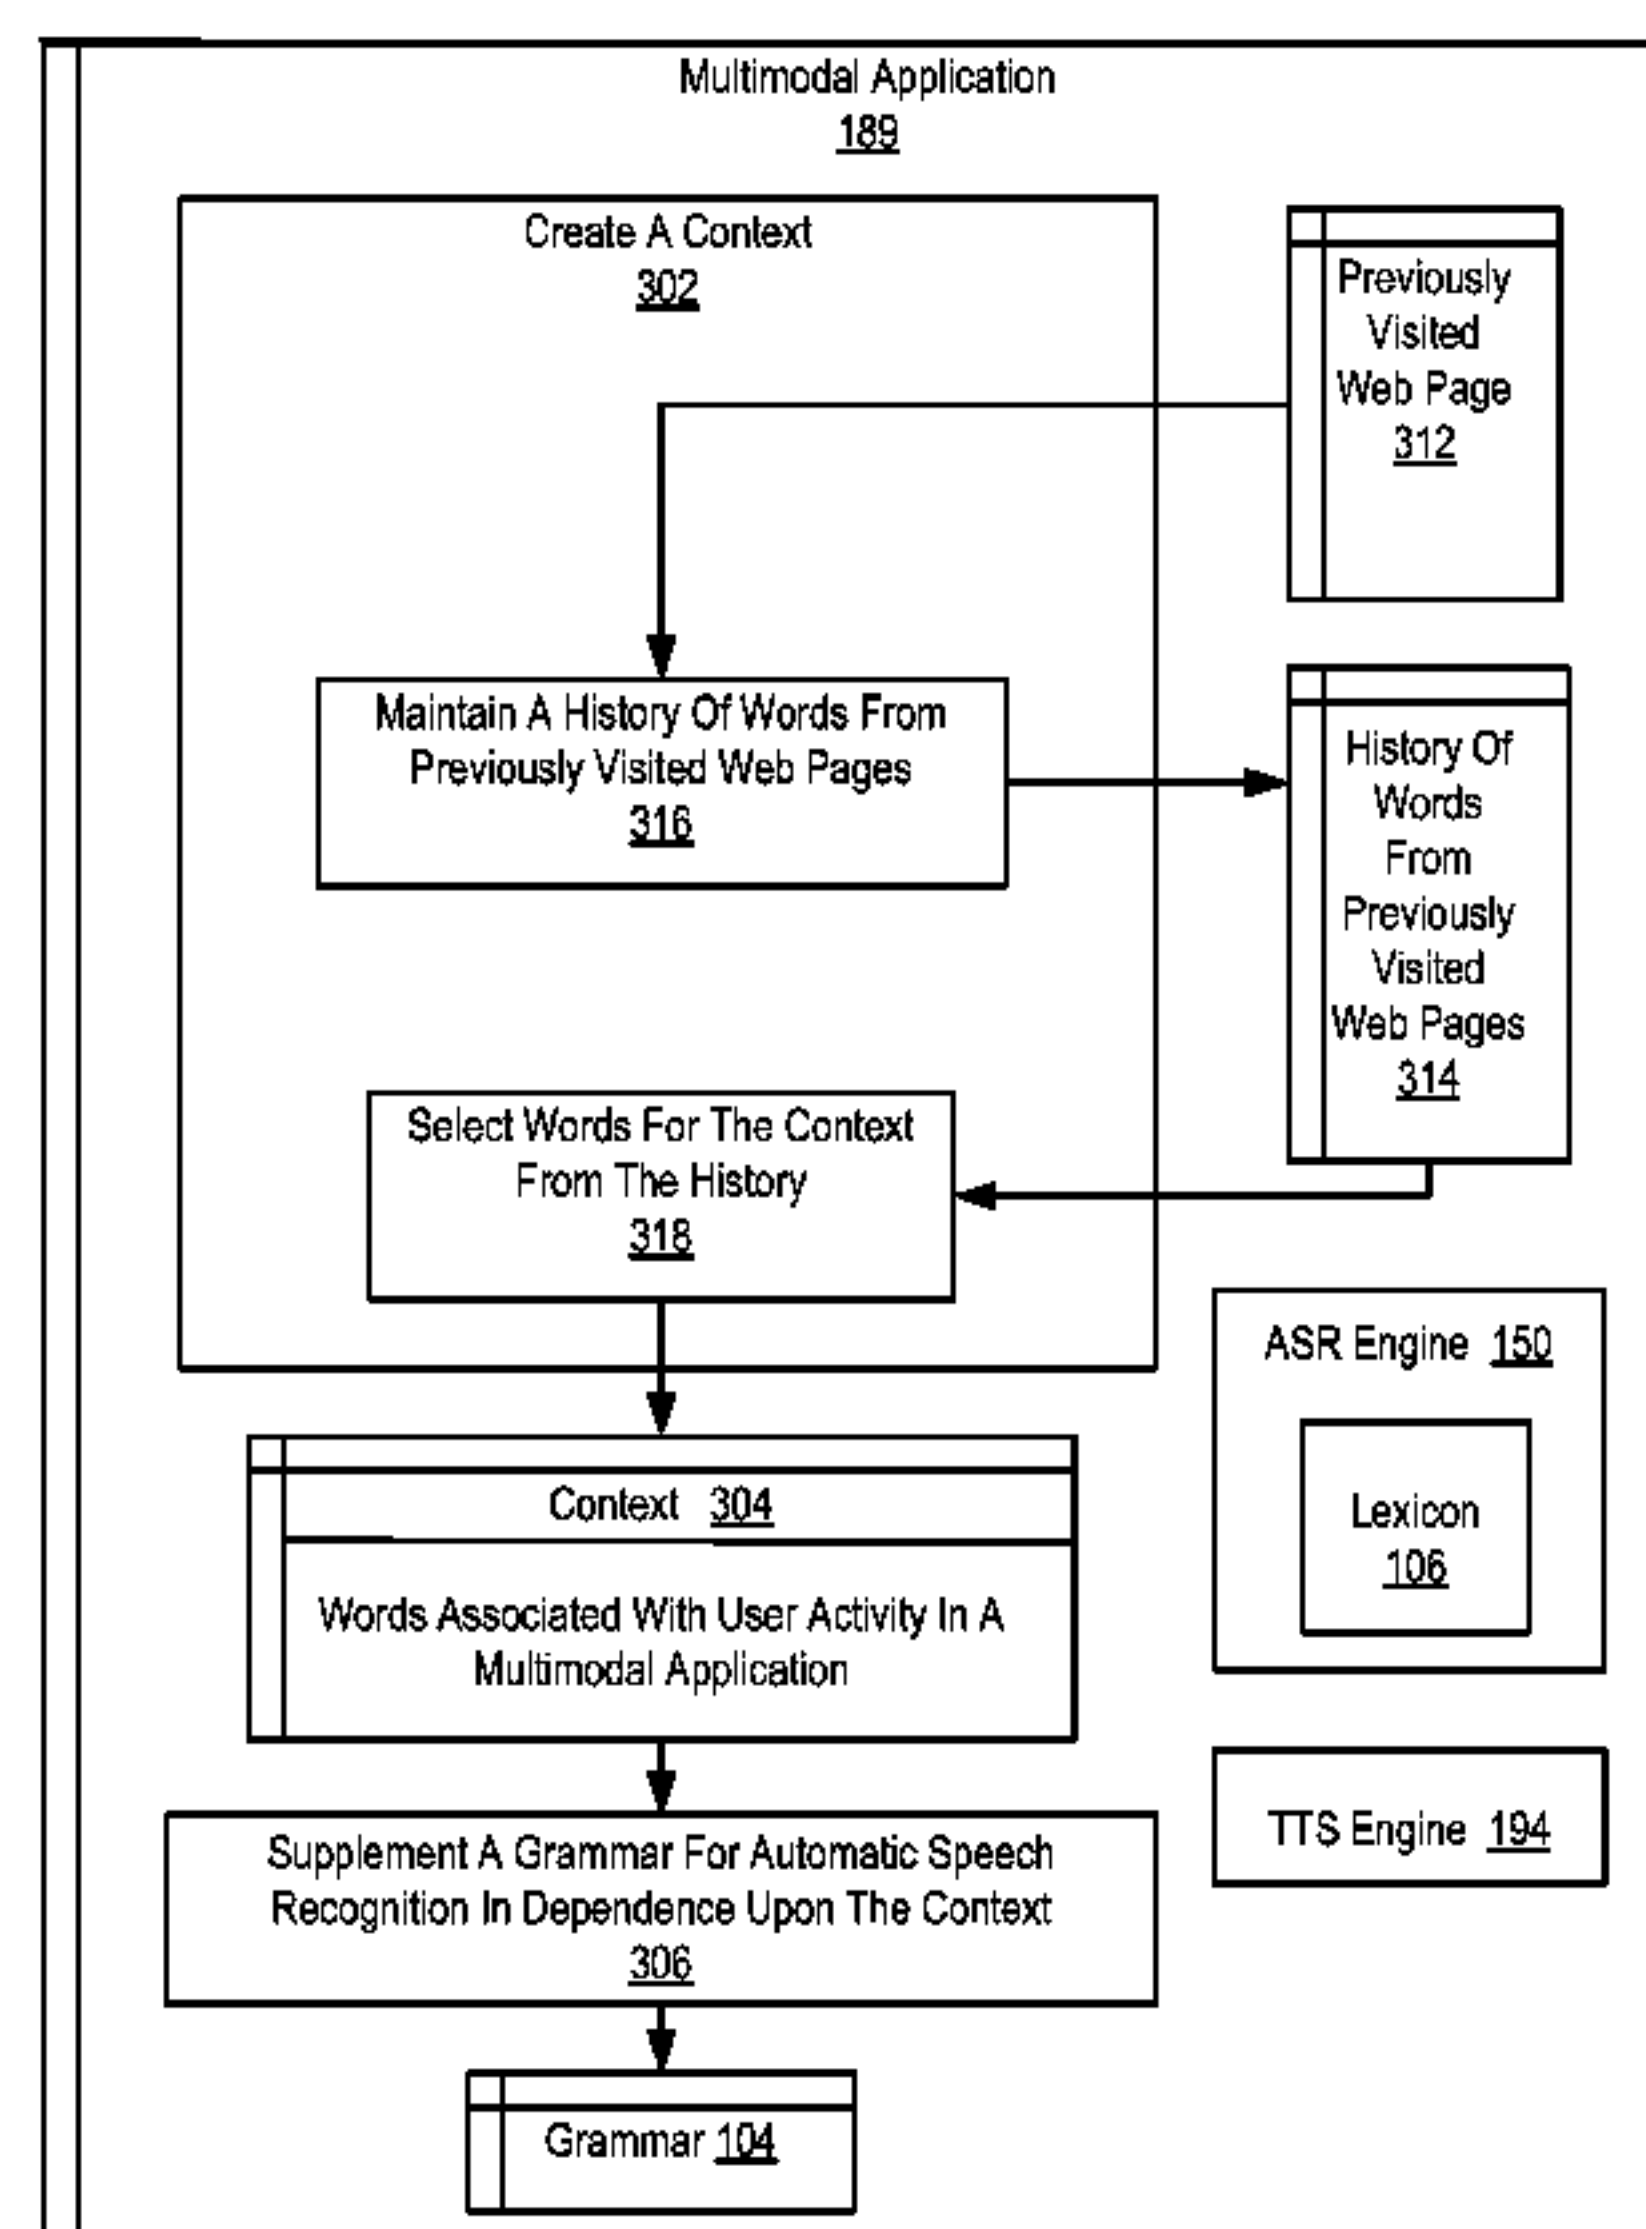 Multimodal Application
189
Create A Context
302
Previously
Visited
Web Page
312
Maintain A History Of Words From
Previously Visited Web Pages
316
History Of
Words
From
Previously
Visited
Web Pages
314
Select Words For The Context
From The History
318
ASR Engine 150
Lexicon
106
Context 304
Words Associated With User Activity In A
Multimodal Application
TTS Engine 194
Supplement A Grammar For Automatic Speech
Recognition In Dependence Upon The Context
306
Grammar 104